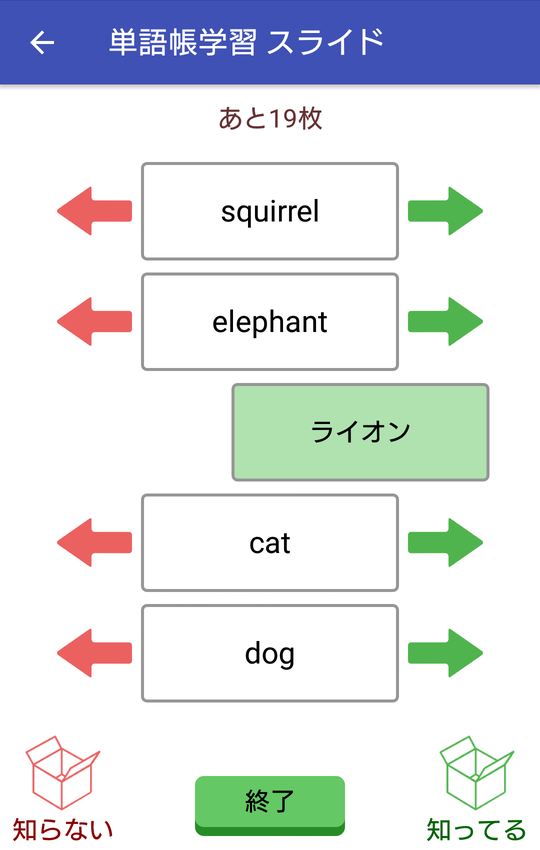 単語帳学習 スライド
あと19枚
squirrel
elephant
ライオン
cat
dog
終了
知らない
知ってる